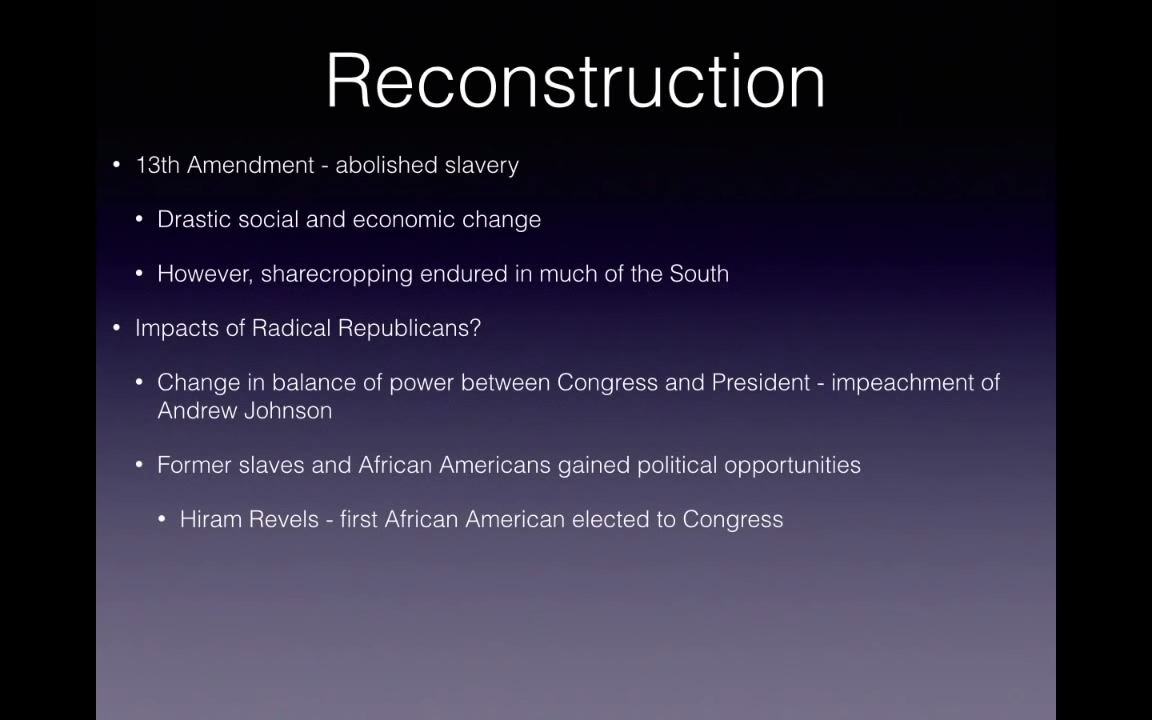 Reconstruction
• 13th Amendment - abolished slavery
• Drastic social and economic change
• However, sharecropping endured in much of the South
• Impacts of Radical Republicans?
• Change in balance of power between Congress and President - impeachment of
Andrew Johnson
• Former slaves and African Americans gained political opportunities
• Hiram Revels - first African American elected to Congress